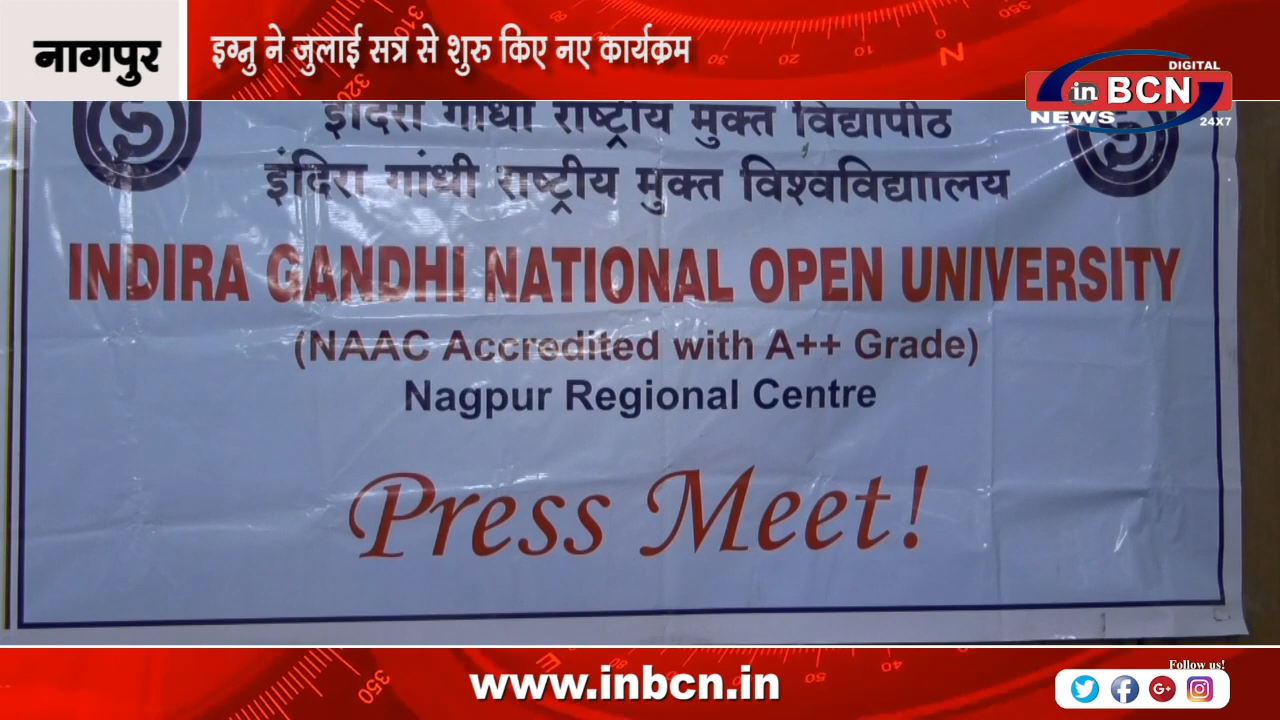 नागपुर
इग्नु ने जुलाई सत्र से शुरु किए नए कार्यक्रम
DIGITAL
in BCN
NEWS
24X7
इंदिरा गांधी राष्ट्रीय मुक्त विद्यापीठ
इंदिरा गांधी राष्ट्रीय मुक्त विश्वविद्याालय
INDIRA GANDHI NATIONAL OPEN UNIVERSITY
(NAAC Accredited with A++ Grade)
Nagpur Regional Centre
Press Meet!
www.inbcn.in
Follow us!